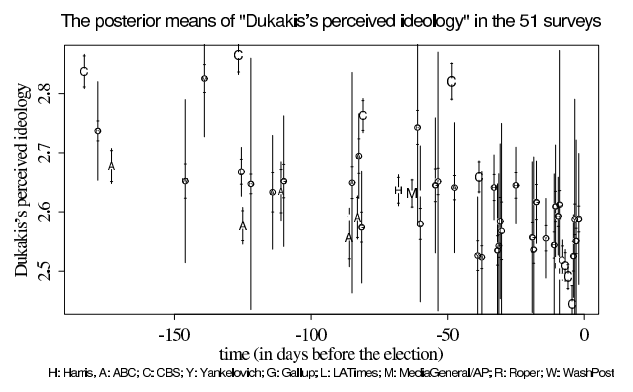 The posterior means of "Dukakis's perceived ideology" in the 51 surveys
Dukakis's perceived ideology
2.8
2.7
2.6
2.5
C
C
C
C
A
A
A
A
A
H
M
C
C
C
C
-150
-100
-50
0
time (in days before the election)
H: Harris, A: ABC; C: CBS; Y: Yankelovich; G: Gallup; L: LATimes; M: MediaGeneral/AP; R: Roper; W: WashPost